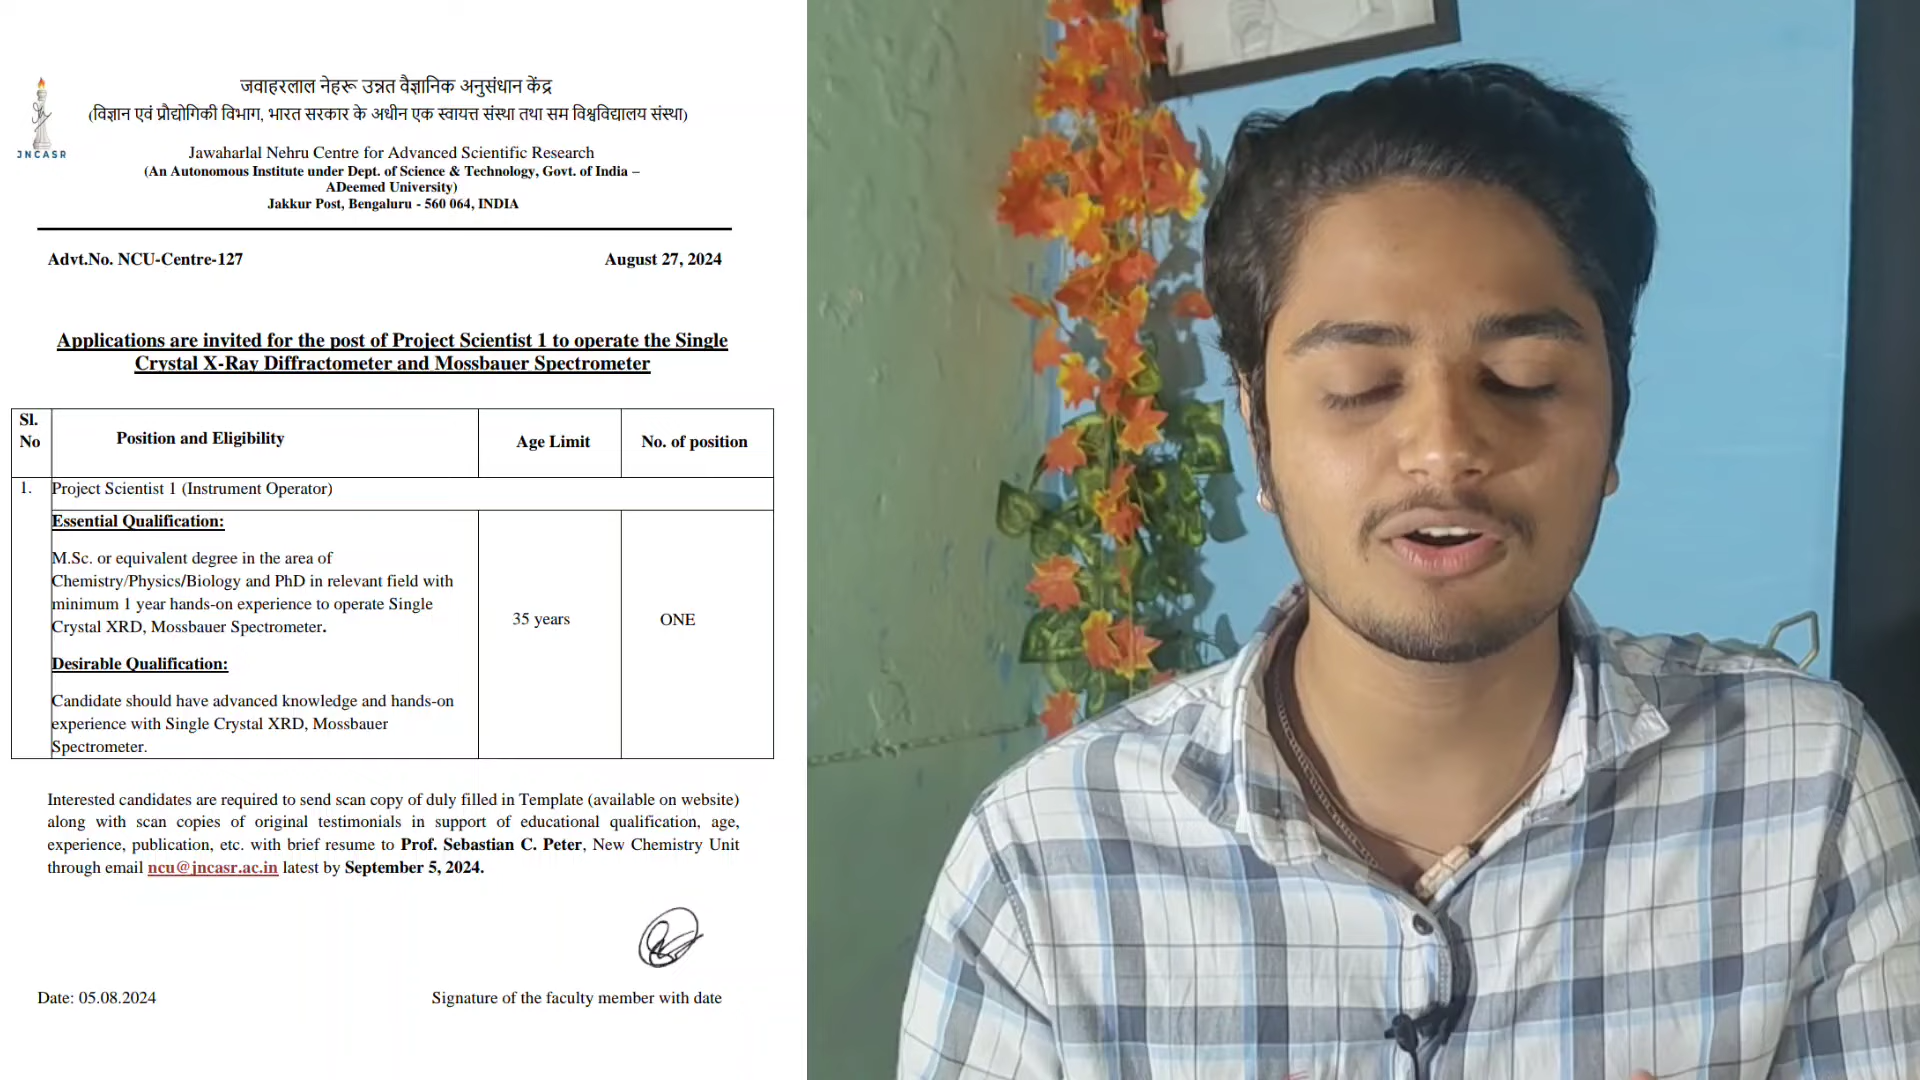 जवाहरलाल नेहरू उन्नत वैज्ञानिक अनुसंधान केंद्र
(विज्ञान एवं प्रौद्योगिकी विभाग, भारत सरकार के अधीन एक स्वायत्त संस्था तथा सम विश्वविद्यालय संस्था)
JNCASR
Jawaharlal Nehru Centre for Advanced Scientific Research
(An Autonomous Institute under Dept. of Science & Technology, Govt. of India –
ADeemed University)
Jakkur Post, Bengaluru - 560 064, INDIA
Advt.No. NCU-Centre-127 August 27, 2024
Applications are invited for the post of Project Scientist 1 to operate the Single
Crystal X-Ray Diffractometer and Mossbauer Spectrometer
Sl.
No
Position and Eligibility
Age Limit
No. of position
1.
Project Scientist 1 (Instrument Operator)
Essential Qualification:
M.Sc. or equivalent degree in the area of
Chemistry/Physics/Biology and PhD in relevant field with
minimum 1 year hands-on experience to operate Single
Crystal XRD, Mossbauer Spectrometer.
Desirable Qualification:
Candidate should have advanced knowledge and hands-on
experience with Single Crystal XRD, Mossbauer
Spectrometer.
35 years
ONE
Interested candidates are required to send scan copy of duly filled in Template (available on website)
along with scan copies of original testimonials in support of educational qualification, age,
experience, publication, etc. with brief resume to Prof. Sebastian C. Peter, New Chemistry Unit
through email ncu@jncasr.ac.in latest by September 5, 2024.
Date: 05.08.2024 Signature of the faculty member with date